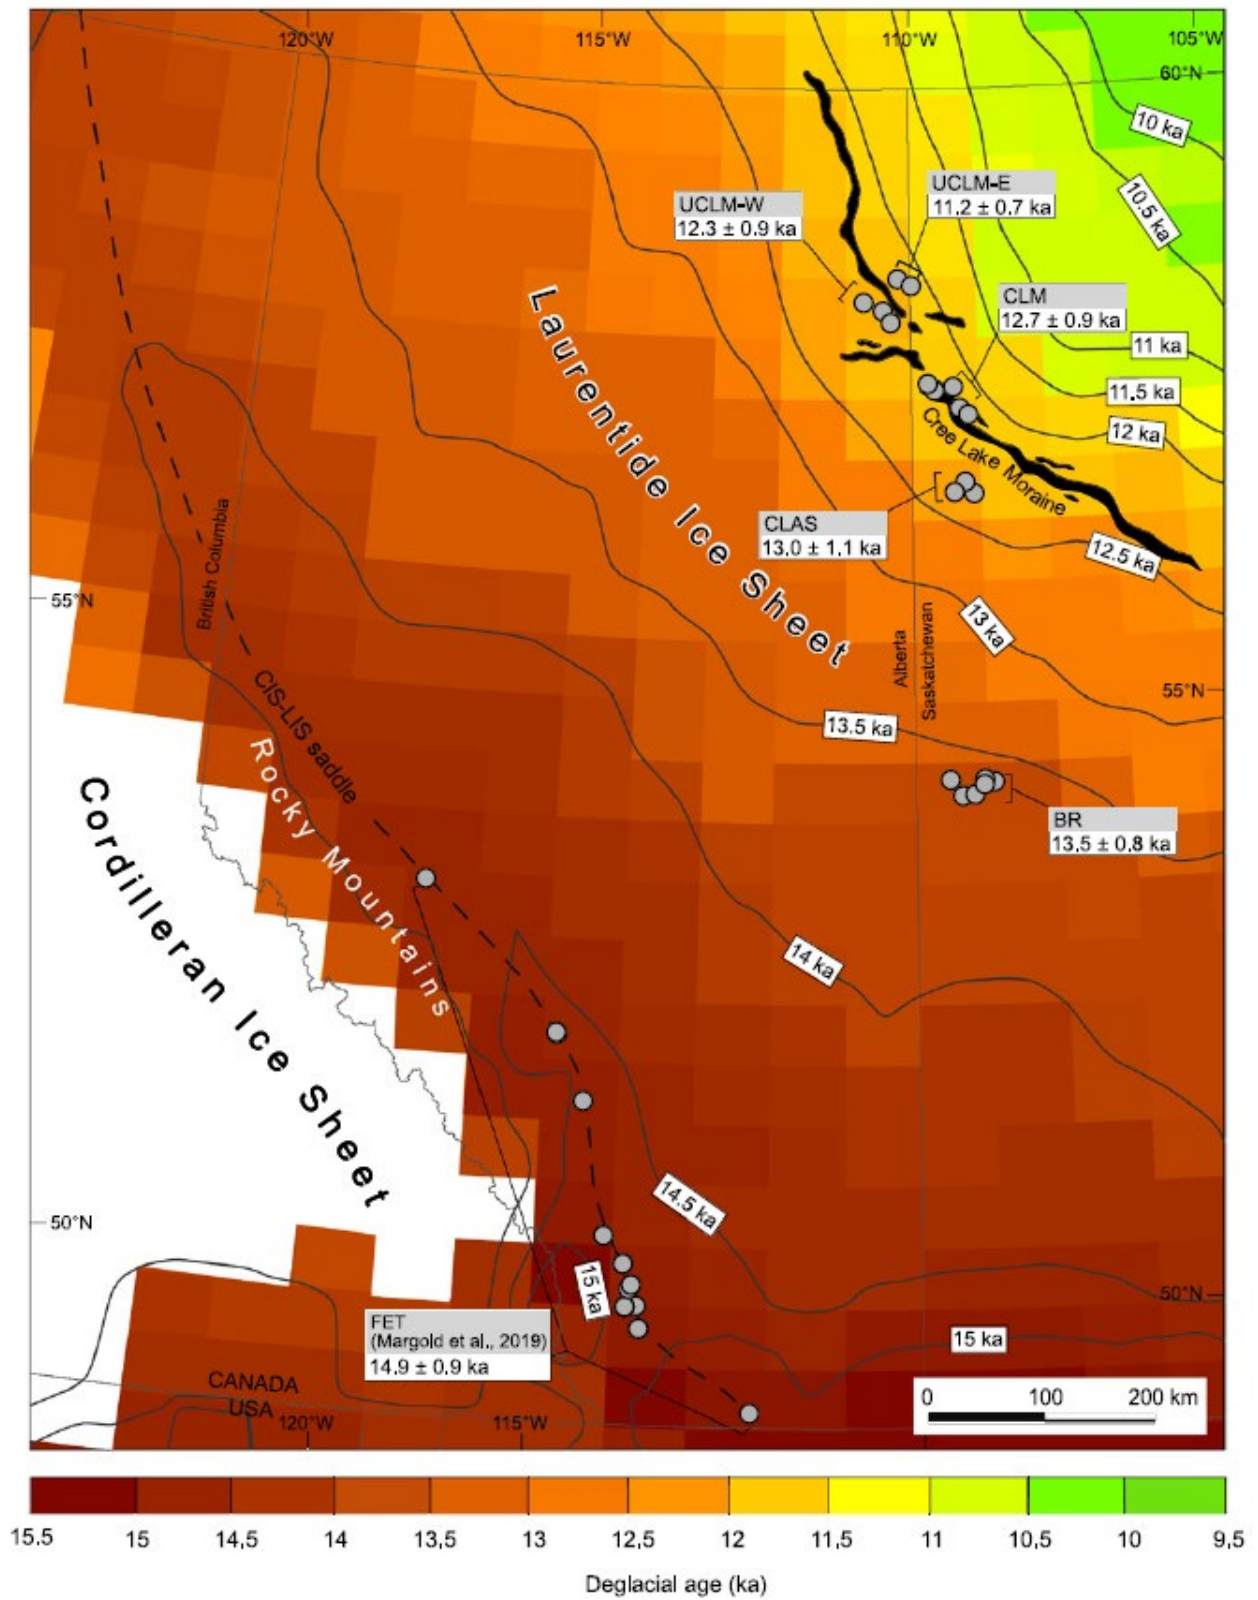 120°W
115°W
110°W
105°W
60°N
10 ka
10.5 ka
UCLM-E
11.2 ± 0.7 ka
UCLM-W
12.3 ± 0.9 ka
CLM
12.7 ± 0.9 ka
11 ka
11.5 ka
12 ka
Laurentide Ice Sheet
Cree Lake Moraine
CLAS
13.0 ± 1.1 ka
12.5 ka
British Columbia
55°N
13 ka
Alberta
Saskatchewan
55°N
CIS-LIS saddle
13.5 ka
Rocky Mountains
Cordilleran Ice Sheet
BR
13.5 ± 0.8 ka
14 ka
14.5 ka
50°N
15 ka
50°N
FET
(Margold et al., 2019)
14.9 ± 0.9 ka
15 ka
CANADA
USA
120°W
115°W
0 100 200 km
15.5 15 14.5 14 13.5 13 12.5 12 11.5 11 10.5 10 9.5
Deglacial age (ka)